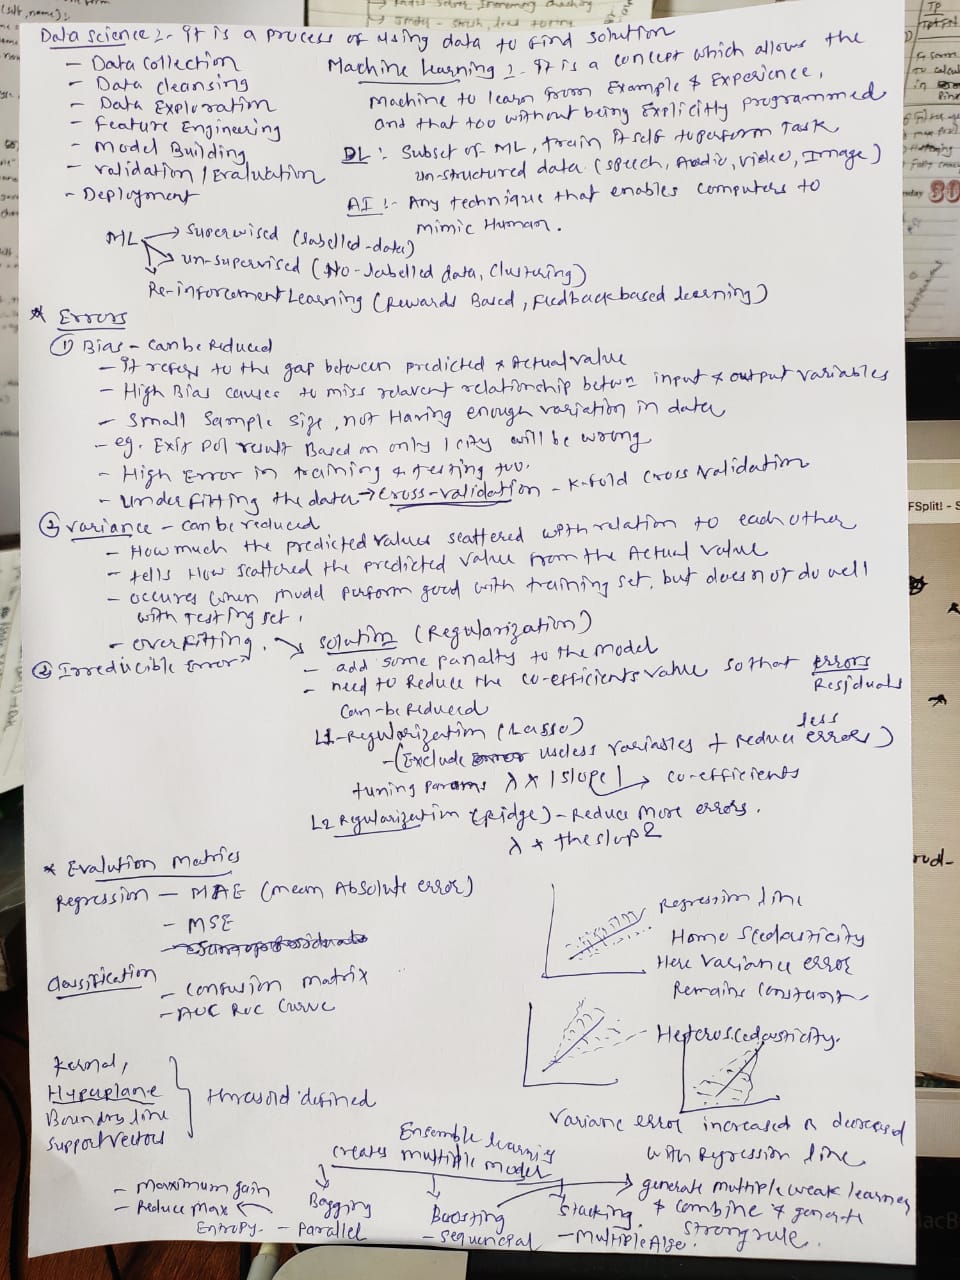 Data science :- It is a process of using data to find solution
- Data collection
- Data cleansing
- Data Exploration
- Feature Engineering
- Model Building
- validation / Evaluation
- Deployment
Machine Learning :- It is a concept which allows the
Machine to learn from Example & Experience,
and that too without being Explicitly programmed
DL :- Subset of ML, train itself to perform Task
un-structured data (speech, Audio, video, Image)
AI :- Any technique that enables computers to
mimic Human.
ML → Supervised (labelled-data)
→ un-supervised (No-labelled data, Clustering)
Re-inforcement Learning (Rewards Based, Feedback based learning)
* Errors
① Bias - can be Reduced
- It refers to the gap between predicted & Actual value
- High Bias causes to miss relavent relationship betwn input & output variables
- Small Sample size, not Having enough variation in data
- eg. Exit pol result Based on only 1 city will be wrong
- High Error in training & testing too.
- Under fitting the data → Cross-validation - K-fold Cross Validation
② Variance - can be reduced
- How much the predicted values scattered with relation to each other
- tells How scattered the predicted value from the Actual value
- occures when model perform good with training set, but does not do well
with Testing set.
- over fitting. → Solution (Regularization)
③ Irreducible Error
- add some panalty to the model
- need to Reduce the co-efficients value so that errors
Residuals
Can-be Reduced
L1-Regularization (Lasso)
- (Exclude useless variables + reduce less errors)
tuning params λ * |slope| → co-efficients
L2 Regularization (Ridge) - Reduce More errors.
λ * the slop2
* Evalution Matrics
Regression - MAE (mean Absolute error)
- MSE
Classification
- Confusion matrix
- AUC ROC Curve
Regression line
Homo Scedasticity
Here variance error
Remains Constant
Heteroscedasticity.
Variane error increased or decreased
with Regression line
Kernal,
Hyperplane
Boundry line
Support Vectors
thresold defined
Ensemble learning
creates multiple model
- Maximum gain
- Reduce Max
Entropy.
Bagging
- Parallel
Boosting
- sequencial
Stacking.
- Multiple Algo.
→ generate multiple weak learner
& combine & generate
strong rule.
FSplit! - S